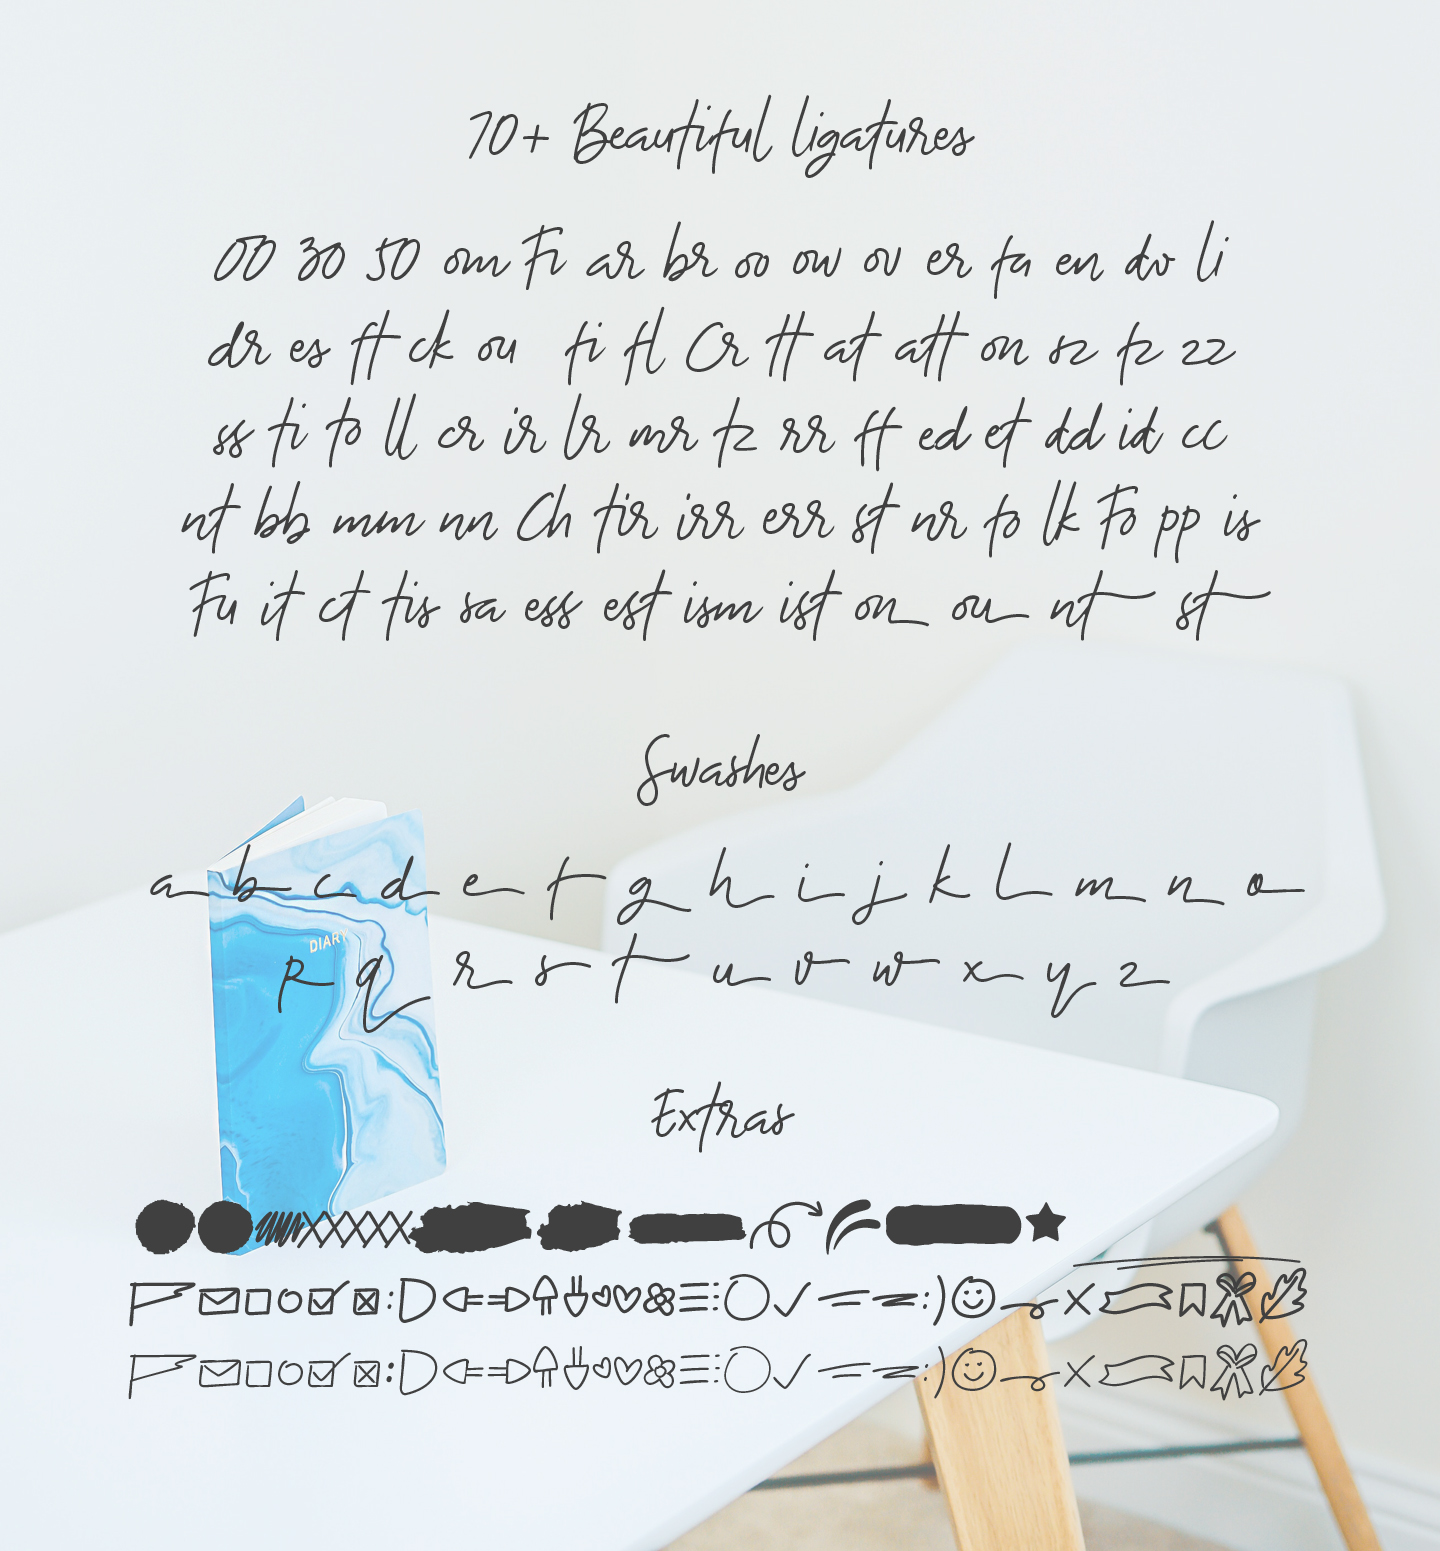 70+ Beautiful ligatures
00 30 50 om Fi ar br oo ow ov er fu en do li
dr es ft ck ou fi fl Cr tt at att on sz fz zz
ss ti to ll cr ir lr mr tz rr ff ed et dd id cc
nt bb mm nn Ch tir irr err st nr fo lk Fo pp is
Fu it ct tis sa ess est ism ist on ou nt st
Swashes
a b c d e f g h i j k l m n o
DIARY
p q r s t u v w x y z
Extras